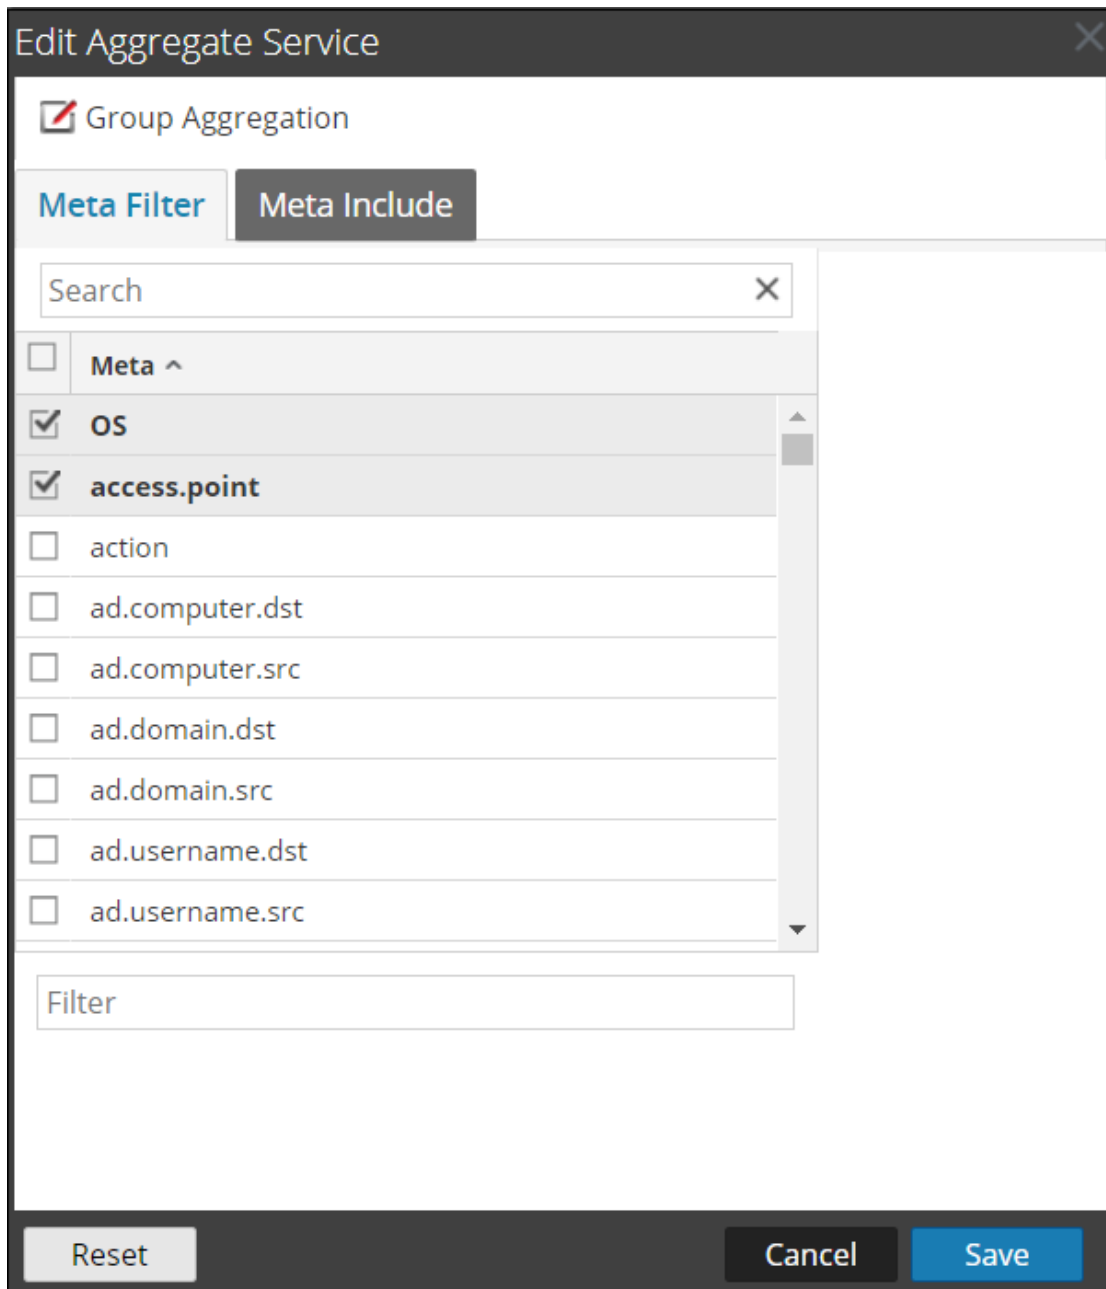 Edit Aggregate Service
Group Aggregation
Meta Filter
Meta Include
Search
Meta
OS
access.point
action
ad.computer.dst
ad.computer.src
ad.domain.dst
ad.domain.src
ad.username.dst
ad.username.src
Filter
Reset
Cancel
Save